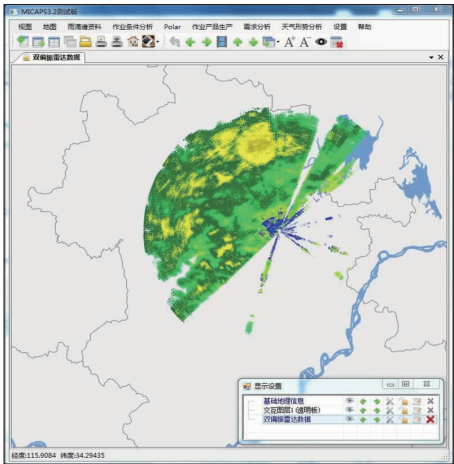 MICAPS3.2测试版
视图 地图 雨滴谱资料 作业条件分析 Polar 作业产品生产 需求分析 天气形势分析 设置 帮助
A+ A-
双偏振雷达数据
显示设置
基础地理信息
交互图层1(透明板)
双偏振雷达数据
经度:115.9084 纬度:34.29435